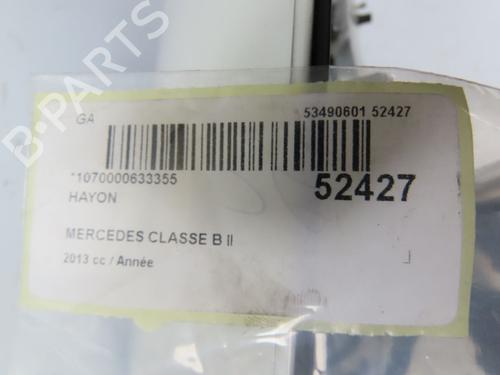 GA
53490601 52427
*1070000633355
52427
HAYON
MERCEDES CLASSE B II
2013 cc / Année
B-PARTS